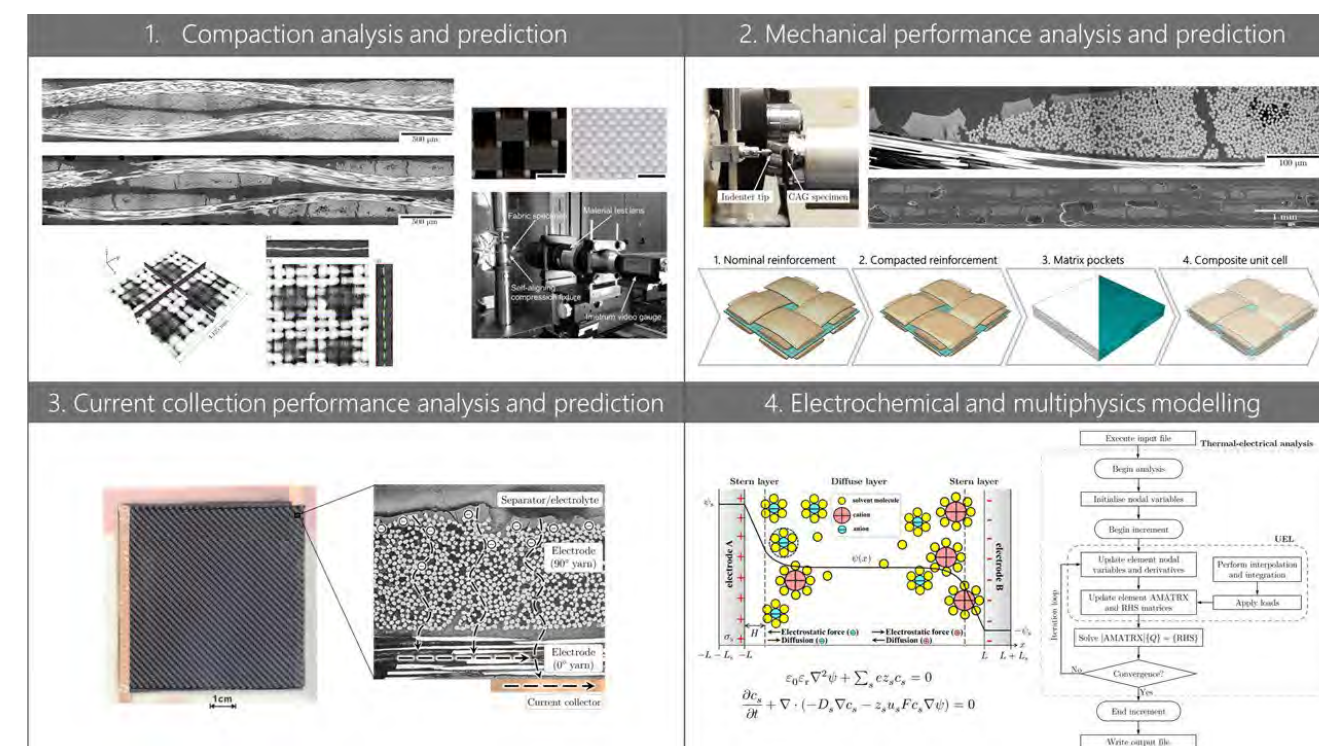 1. Compaction analysis and prediction
500 μm
500 μm
Fabric specimen
Material test lens
Self-aligning
compression fixture
Imetrum video gauge
2. Mechanical performance analysis and prediction
Indenter tip
CAG specimen
100 μm
1 mm
1. Nominal reinforcement
2. Compacted reinforcement
3. Matrix pockets
4. Composite unit cell
3. Current collection performance analysis and prediction
1cm
Separator/electrolyte
Electrode
(90° yarn)
Electrode
(0° yarn)
Current collector
4. Electrochemical and multiphysics modelling
Stern layer
Diffuse layer
Stern layer
solvent molecule
cation
anion
electrode A
ψ(x)
electrode B
H
Electrostatic force
Diffusion
Electrostatic force
Diffusion
x
−L − Lₛ
−L
L
L + Lₛ
ε₀εᵣ∇²ψ + ∑ₛ ezₛcₛ = 0
∂cₛ/∂t + ∇ · (−Dₛ∇cₛ − zₛuₛFcₛ∇ψ) = 0
Execute input file
Thermal-electrical analysis
Begin analysis
Initialise nodal variables
Begin increment
UEL
Update element nodal
variables and derivatives
Perform interpolation
and integration
Update element AMATRX
and RHS matrices
Apply loads
Iteration loop
Solve [AMATRX]{Q} = {RHS}
No
Convergence?
Yes
End increment
Write output file